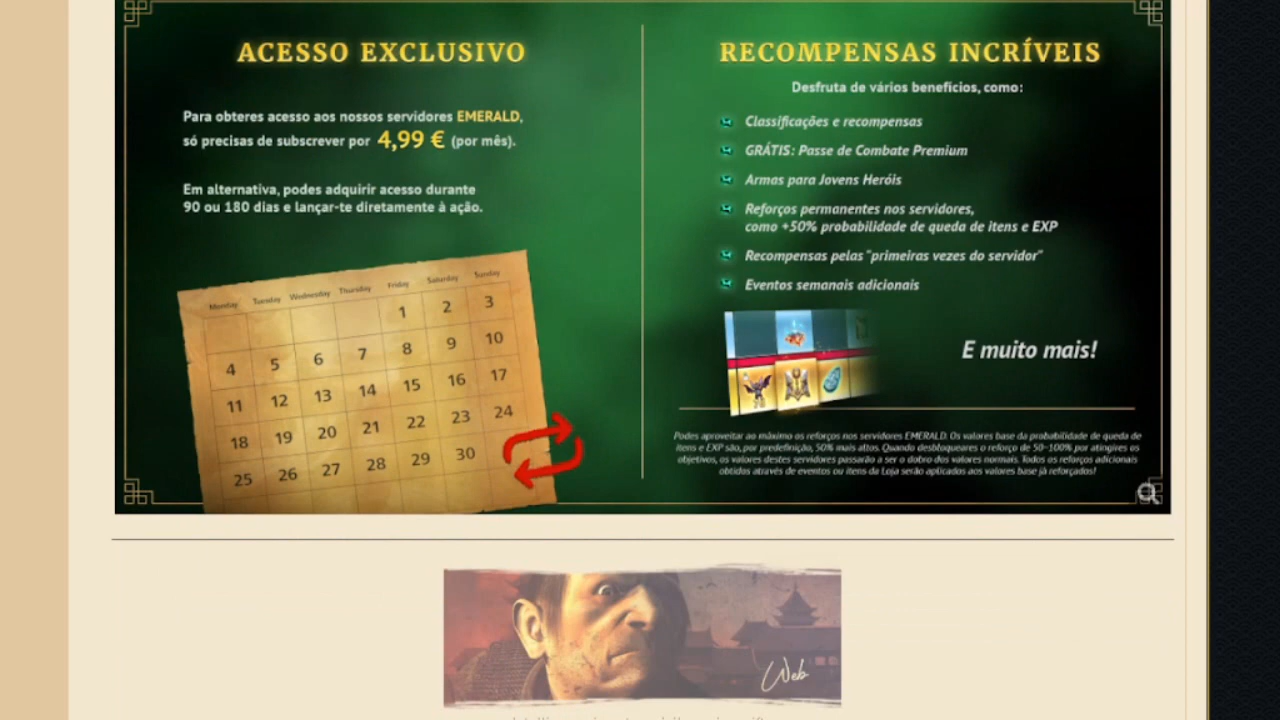 ACESSO EXCLUSIVO
Para obteres acesso aos nossos servidores EMERALD,
só precisas de subscrever por 4,99 € (por mês).
Em alternativa, podes adquirir acesso durante
90 ou 180 dias e lançar-te diretamente à ação.
Monday Tuesday Wednesday Thursday Friday Saturday Sunday
1 2 3
4 5 6 7 8 9 10
11 12 13 14 15 16 17
18 19 20 21 22 23 24
25 26 27 28 29 30
RECOMPENSAS INCRÍVEIS
Desfruta de vários benefícios, como:
Classificações e recompensas
GRÁTIS: Passe de Combate Premium
Armas para Jovens Heróis
Reforços permanentes nos servidores,
como +50% probabilidade de queda de itens e EXP
Recompensas pelas "primeiras vezes do servidor"
Eventos semanais adicionais
E muito mais!
Podes aproveitar ao máximo os reforços nos servidores EMERALD. Os valores base da probabilidade de queda de
itens e EXP são, por predefinição, 50% mais altos. Quando desbloqueares o reforço de 50-100% por atingires os
objetivos, os valores destes servidores passarão a ser o dobro dos valores normais. Todos os reforços adicionais
obtidos através de eventos ou itens da Loja serão aplicados aos valores base já reforçados!
Web